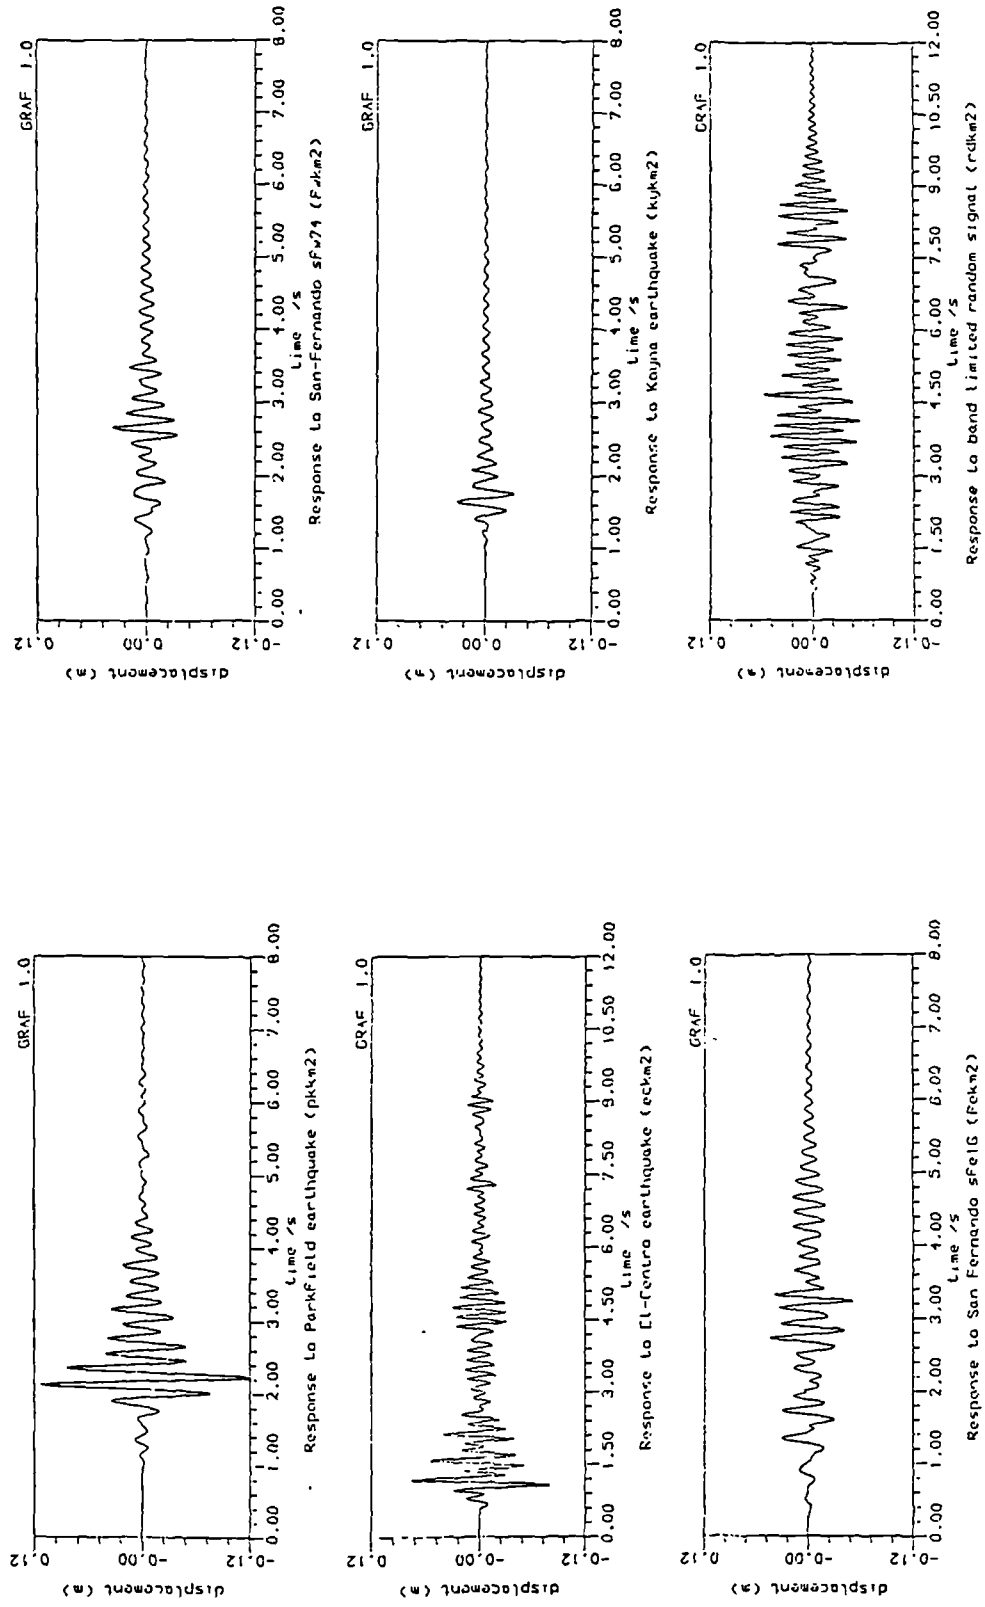 GRAF 1.0
displacement (m)
0.12
-0.00
-0.12
0.00 1.00 2.00 3.00 4.00 5.00 6.00 7.00 8.00
time /s
Response to Parkfield earthquake (pkkm2)
GRAF 1.0
displacement (m)
0.12
-0.00
-0.12
0.00 1.50 3.00 4.50 6.00 7.50 9.00 10.50 12.00
time /s
Response to El-Centro earthquake (eckm2)
GRAF 1.0
displacement (m)
0.12
-0.00
-0.12
0.00 1.00 2.00 3.00 4.00 5.00 6.00 7.00 8.00
time /s
Response to San Fernando sfe16 (fekm2)
GRAF 1.0
displacement (m)
0.12
0.00
-0.12
0.00 1.00 2.00 3.00 4.00 5.00 6.00 7.00 8.00
time /s
Response to San-Fernando sfw74 (fwkm2)
GRAF 1.0
displacement (m)
0.12
0.00
-0.12
0.00 1.00 2.00 3.00 4.00 5.00 6.00 7.00 8.00
time /s
Response to Kayna earthquake (kykm2)
GRAF 1.0
displacement (m)
0.12
0.00
-0.12
0.00 1.50 3.00 4.50 6.00 7.50 9.00 10.50 12.00
time /s
Response to band limited random signal (rdkm2)